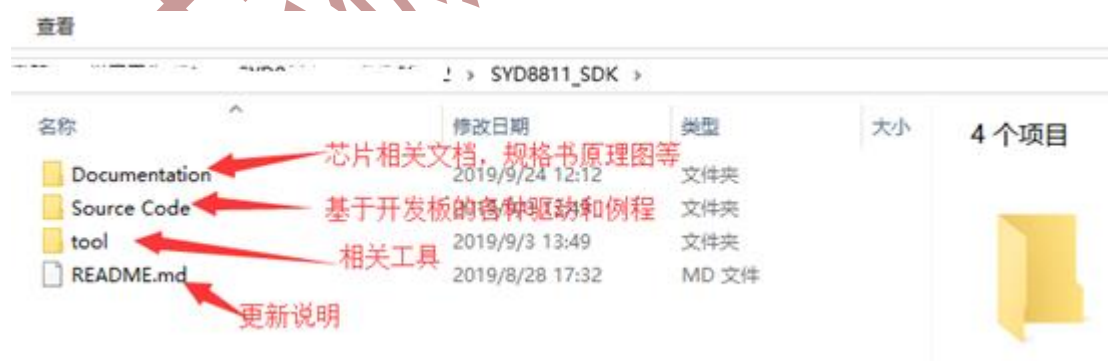 查看
› SYD8811_SDK ›
名称 修改日期 类型 大小
4 个项目
芯片相关文档，规格书原理图等
Documentation 2019/9/24 12:12 文件夹
基于开发板的各种驱动和例程
Source Code 文件夹
tool 2019/9/3 13:49 文件夹
相关工具
README.md 2019/8/28 17:32 MD 文件
更新说明